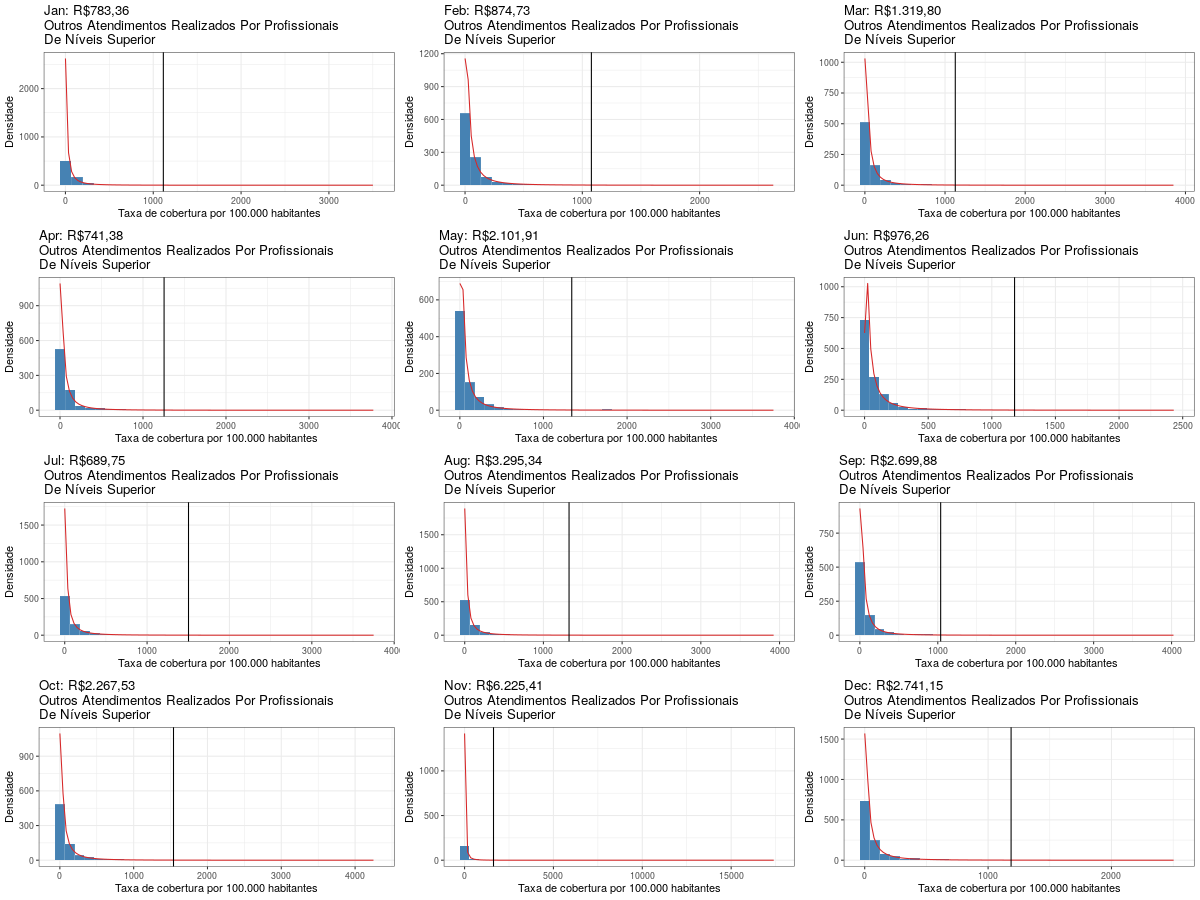 Jan: R$783,36
Outros Atendimentos Realizados Por Profissionais
De Níveis Superior
Densidade
2000
1000
0
0 1000 2000 3000
Taxa de cobertura por 100.000 habitantes
Feb: R$874,73
Outros Atendimentos Realizados Por Profissionais
De Níveis Superior
Densidade
1200
900
600
300
0
0 1000 2000
Taxa de cobertura por 100.000 habitantes
Mar: R$1.319,80
Outros Atendimentos Realizados Por Profissionais
De Níveis Superior
Densidade
1000
750
500
250
0
0 1000 2000 3000 4000
Taxa de cobertura por 100.000 habitantes
Apr: R$741,38
Outros Atendimentos Realizados Por Profissionais
De Níveis Superior
Densidade
900
600
300
0
0 1000 2000 3000 400
Taxa de cobertura por 100.000 habitantes
May: R$2.101,91
Outros Atendimentos Realizados Por Profissionais
De Níveis Superior
Densidade
600
400
200
0
0 1000 2000 3000 400
Taxa de cobertura por 100.000 habitantes
Jun: R$976,26
Outros Atendimentos Realizados Por Profissionais
De Níveis Superior
Densidade
1000
750
500
250
0
0 500 1000 1500 2000 2500
Taxa de cobertura por 100.000 habitantes
Jul: R$689,75
Outros Atendimentos Realizados Por Profissionais
De Níveis Superior
Densidade
1500
1000
500
0
0 1000 2000 3000 400
Taxa de cobertura por 100.000 habitantes
Aug: R$3.295,34
Outros Atendimentos Realizados Por Profissionais
De Níveis Superior
Densidade
1500
1000
500
0
0 1000 2000 3000 4000
Taxa de cobertura por 100.000 habitantes
Sep: R$2.699,88
Outros Atendimentos Realizados Por Profissionais
De Níveis Superior
Densidade
750
500
250
0
0 1000 2000 3000 4000
Taxa de cobertura por 100.000 habitantes
Oct: R$2.267,53
Outros Atendimentos Realizados Por Profissionais
De Níveis Superior
Densidade
900
600
300
0
0 1000 2000 3000 4000
Taxa de cobertura por 100.000 habitantes
Nov: R$6.225,41
Outros Atendimentos Realizados Por Profissionais
De Níveis Superior
Densidade
1000
500
0
0 5000 10000 15000
Taxa de cobertura por 100.000 habitantes
Dec: R$2.741,15
Outros Atendimentos Realizados Por Profissionais
De Níveis Superior
Densidade
1500
1000
500
0
0 1000 2000
Taxa de cobertura por 100.000 habitantes